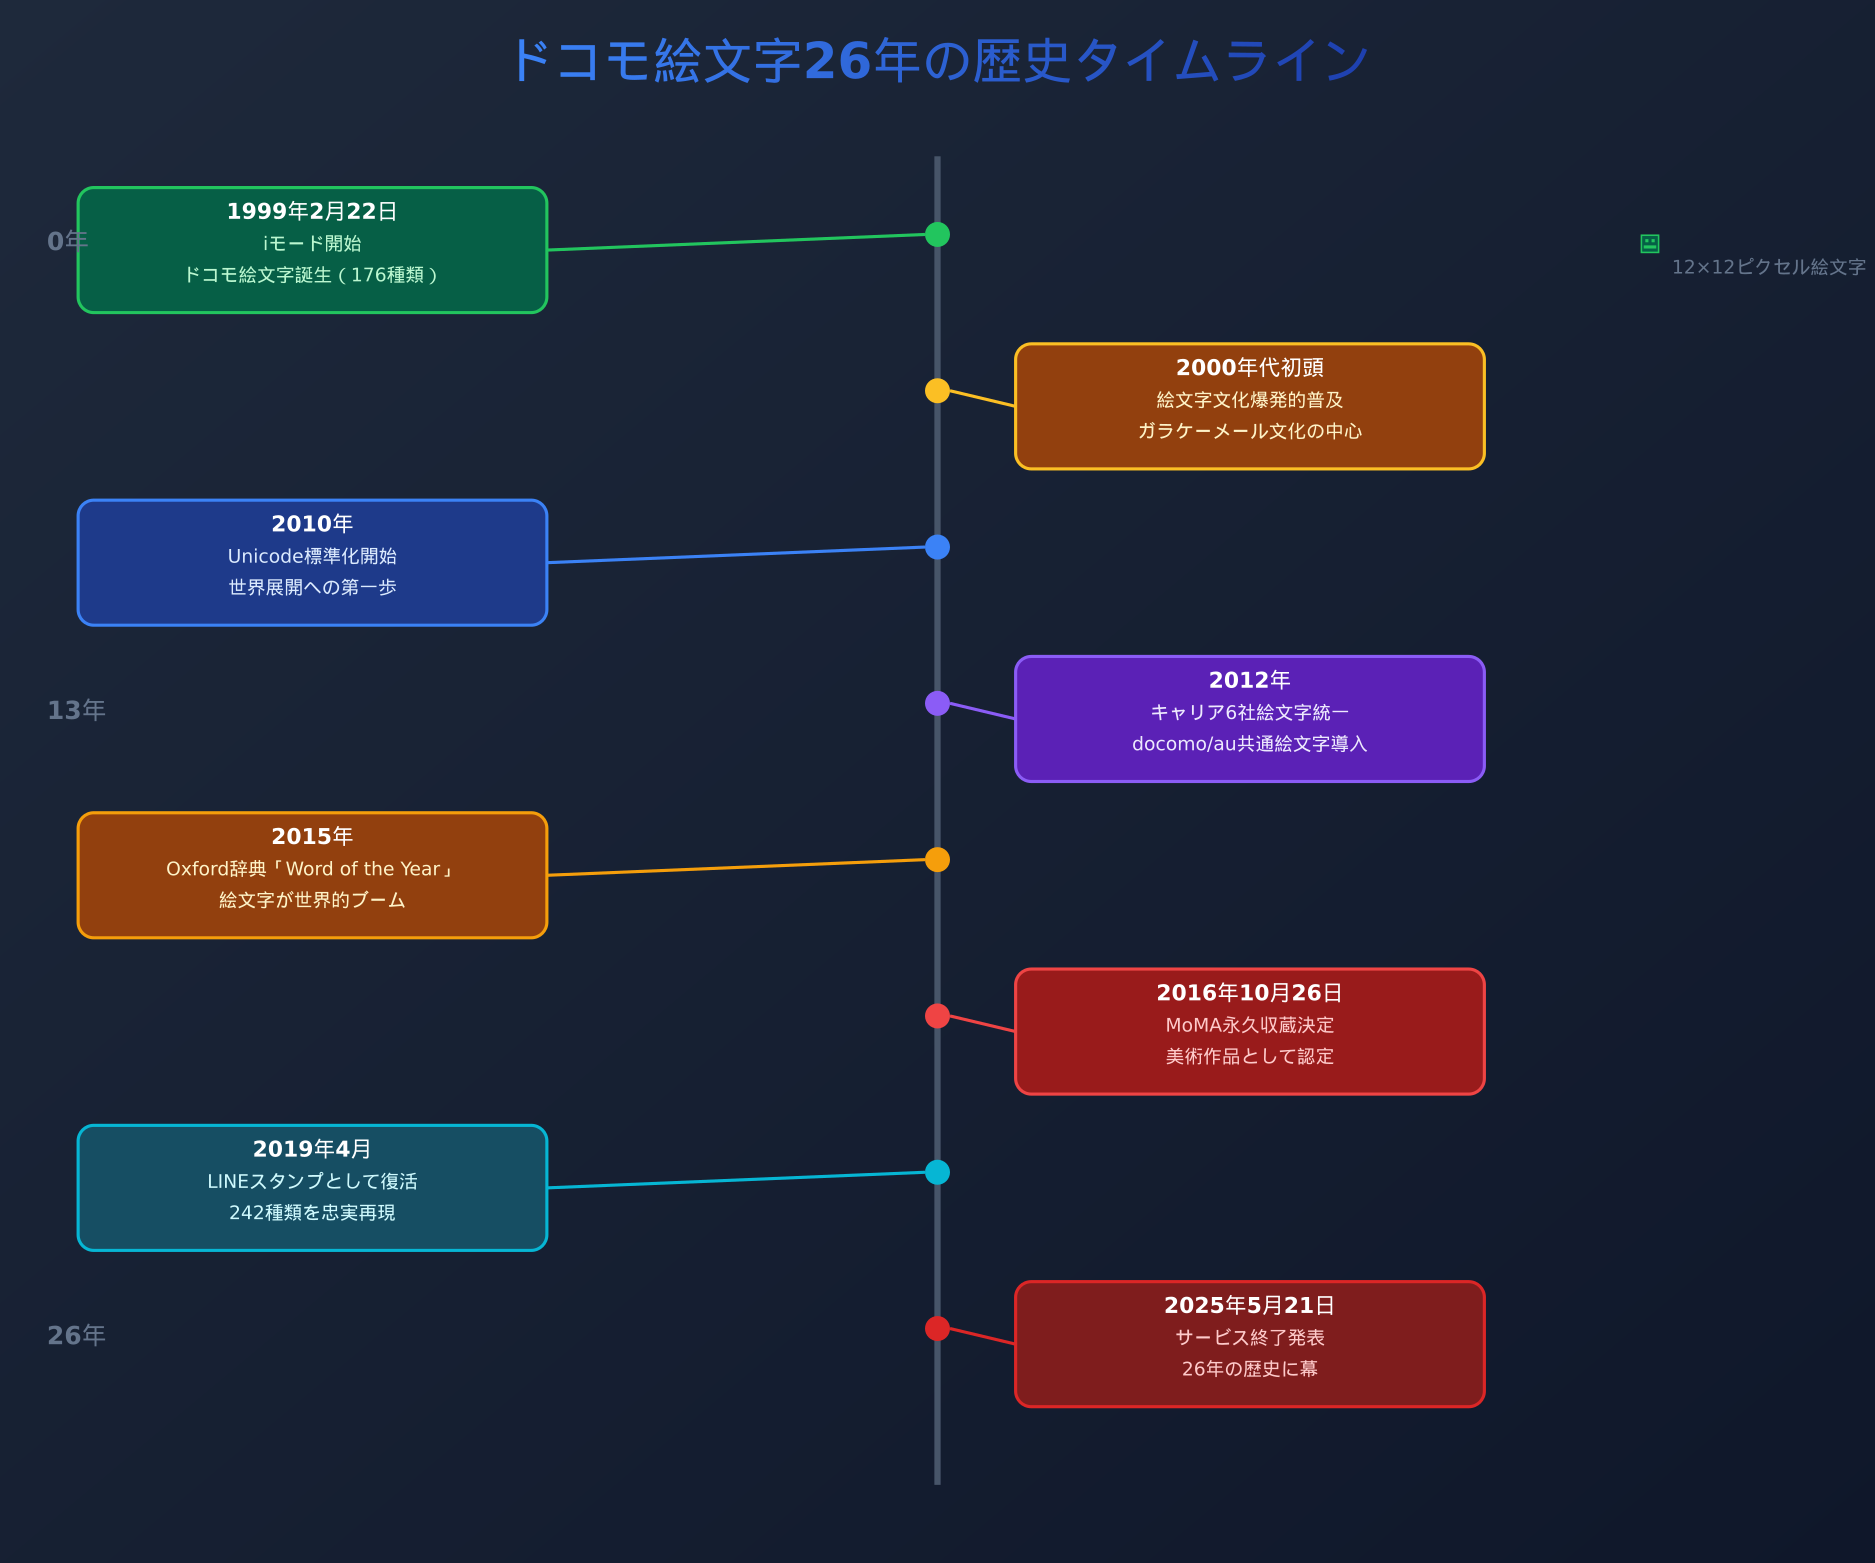 ドコモ絵文字26年の歴史タイムライン
0年
1999年2月22日
iモード開始
ドコモ絵文字誕生（176種類）
12×12ピクセル絵文字
2000年代初頭
絵文字文化爆発的普及
ガラケーメール文化の中心
2010年
Unicode標準化開始
世界展開への第一歩
13年
2012年
キャリア6社絵文字統一
docomo/au共通絵文字導入
2015年
Oxford辞典「Word of the Year」
絵文字が世界的ブーム
2016年10月26日
MoMA永久収蔵決定
美術作品として認定
2019年4月
LINEスタンプとして復活
242種類を忠実再現
26年
2025年5月21日
サービス終了発表
26年の歴史に幕